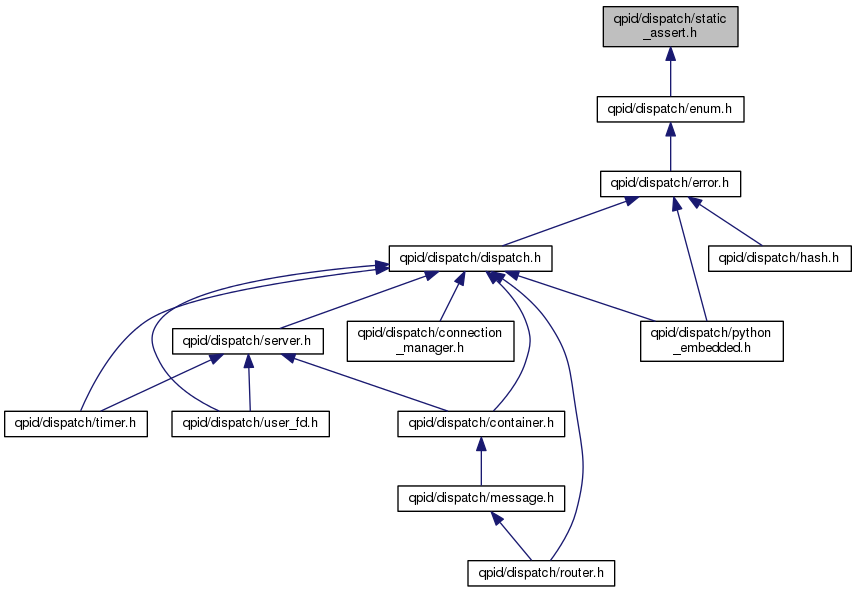 qpid/dispatch/static
_assert.h
qpid/dispatch/enum.h
qpid/dispatch/error.h
qpid/dispatch/dispatch.h
qpid/dispatch/hash.h
qpid/dispatch/server.h
qpid/dispatch/connection
_manager.h
qpid/dispatch/python
_embedded.h
qpid/dispatch/timer.h
qpid/dispatch/user_fd.h
qpid/dispatch/container.h
qpid/dispatch/message.h
qpid/dispatch/router.h